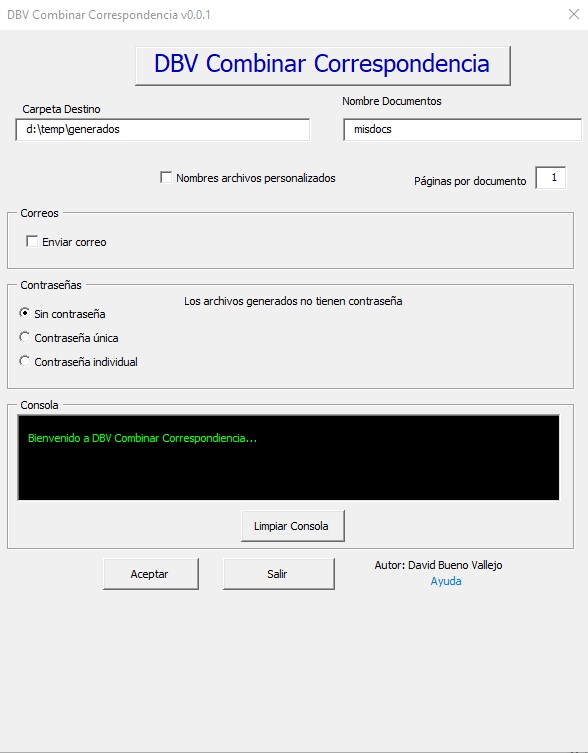 DBV Combinar Correspondencia v0.0.1
DBV Combinar Correspondencia
Carpeta Destino
Nombre Documentos
d:\temp\generados
misdocs
Nombres archivos personalizados
Páginas por documento
1
Correos
Enviar correo
Contraseñas
Los archivos generados no tienen contraseña
Sin contraseña
Contraseña única
Contraseña individual
Consola
Bienvenido a DBV Combinar Correspondiencia...
Limpiar Consola
Aceptar
Salir
Autor: David Bueno Vallejo
Ayuda